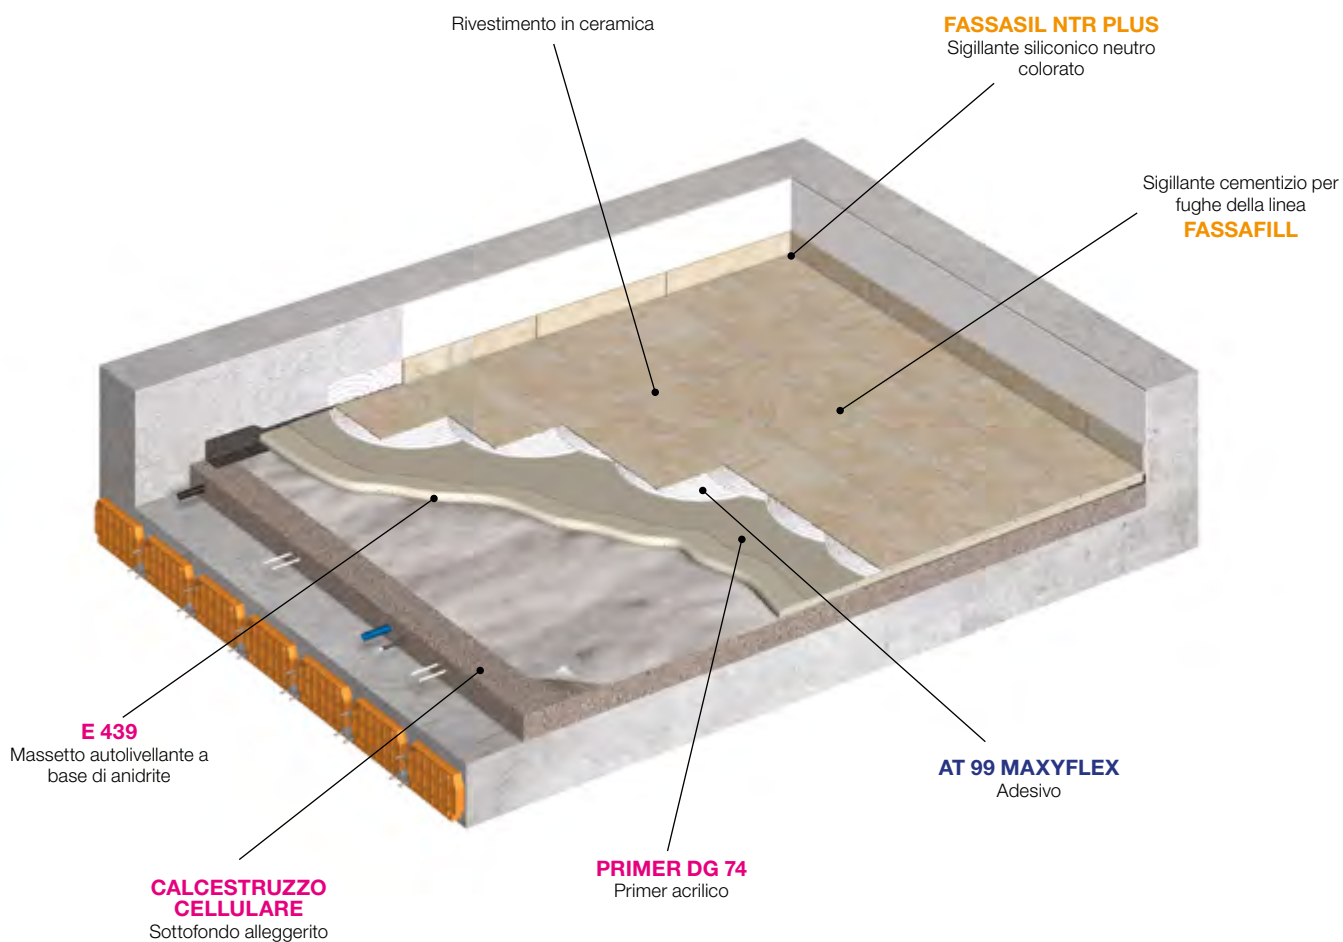 Rivestimento in ceramica
FASSASIL NTR PLUS
Sigillante siliconico neutro
colorato
Sigillante cementizio per
fughe della linea
FASSAFILL
E 439
Massetto autolivellante a
base di anidrite
AT 99 MAXYFLEX
Adesivo
PRIMER DG 74
Primer acrilico
CALCESTRUZZO
CELLULARE
Sottofondo alleggerito